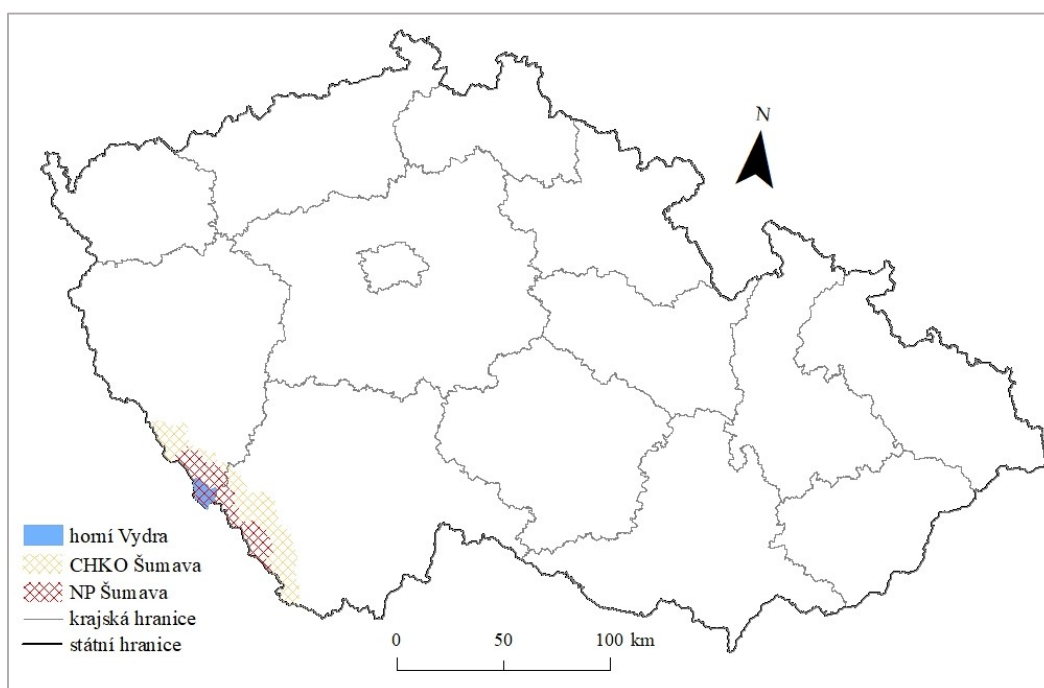 N
horní Vydra
CHKO Šumava
NP Šumava
krajská hranice
státní hranice
0 50 100 km